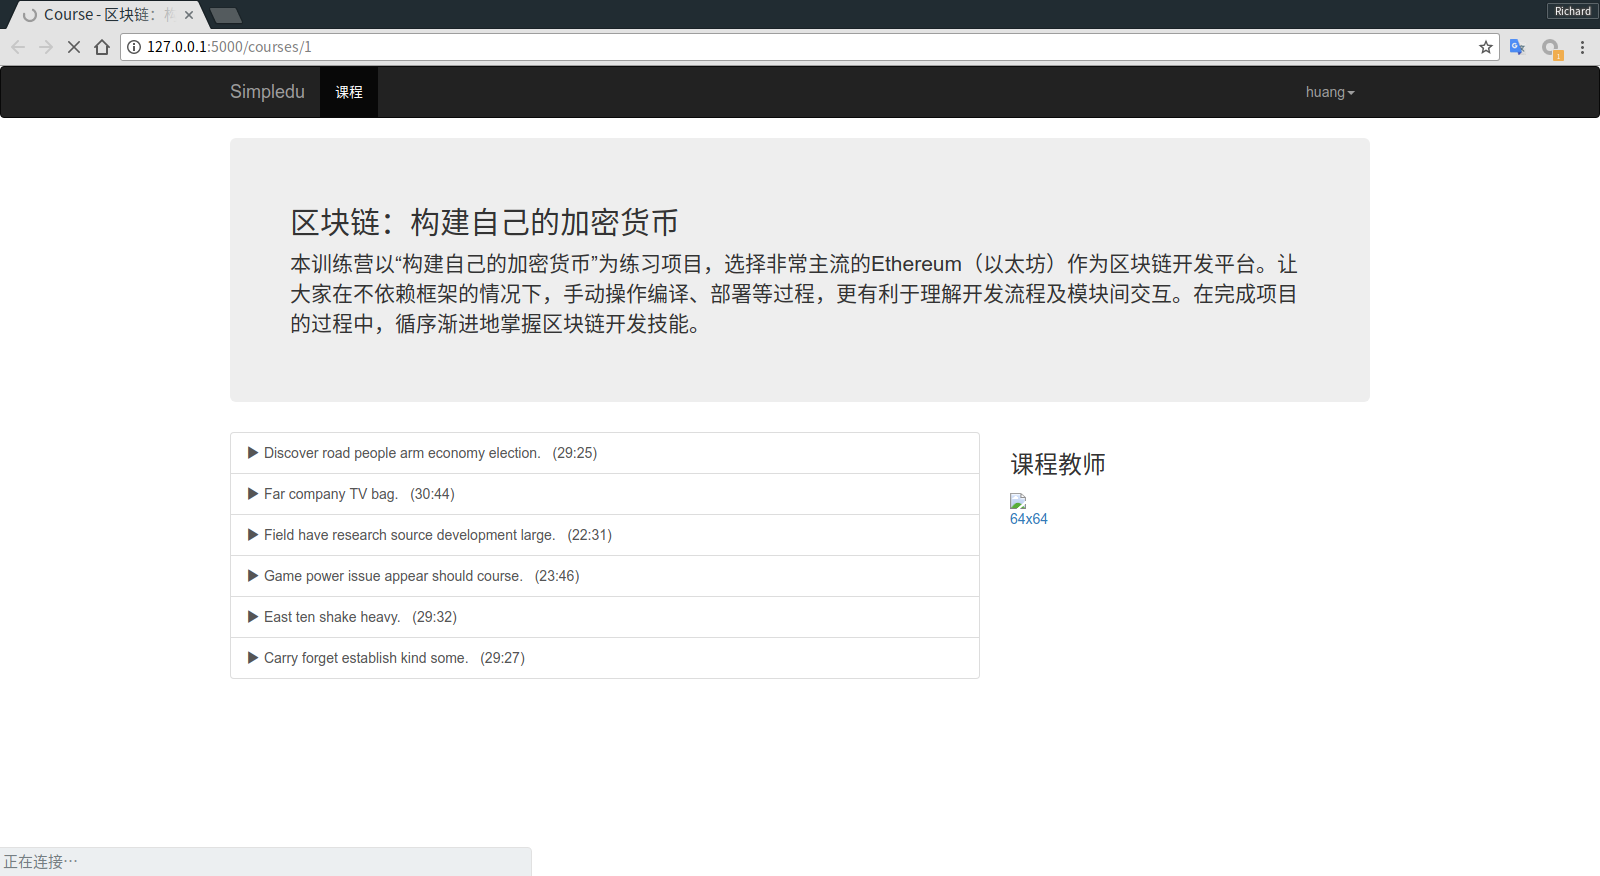 Course - 区块链：
Richard
127.0.0.1:5000/courses/1
Simpledu 课程 huang
区块链：构建自己的加密货币
本训练营以“构建自己的加密货币”为练习项目，选择非常主流的Ethereum（以太坊）作为区块链开发平台。让
大家在不依赖框架的情况下，手动操作编译、部署等过程，更有利于理解开发流程及模块间交互。在完成项目
的过程中，循序渐进地掌握区块链开发技能。
Discover road people arm economy election. (29:25)
Far company TV bag. (30:44)
Field have research source development large. (22:31)
Game power issue appear should course. (23:46)
East ten shake heavy. (29:32)
Carry forget establish kind some. (29:27)
课程教师
64x64
正在连接…